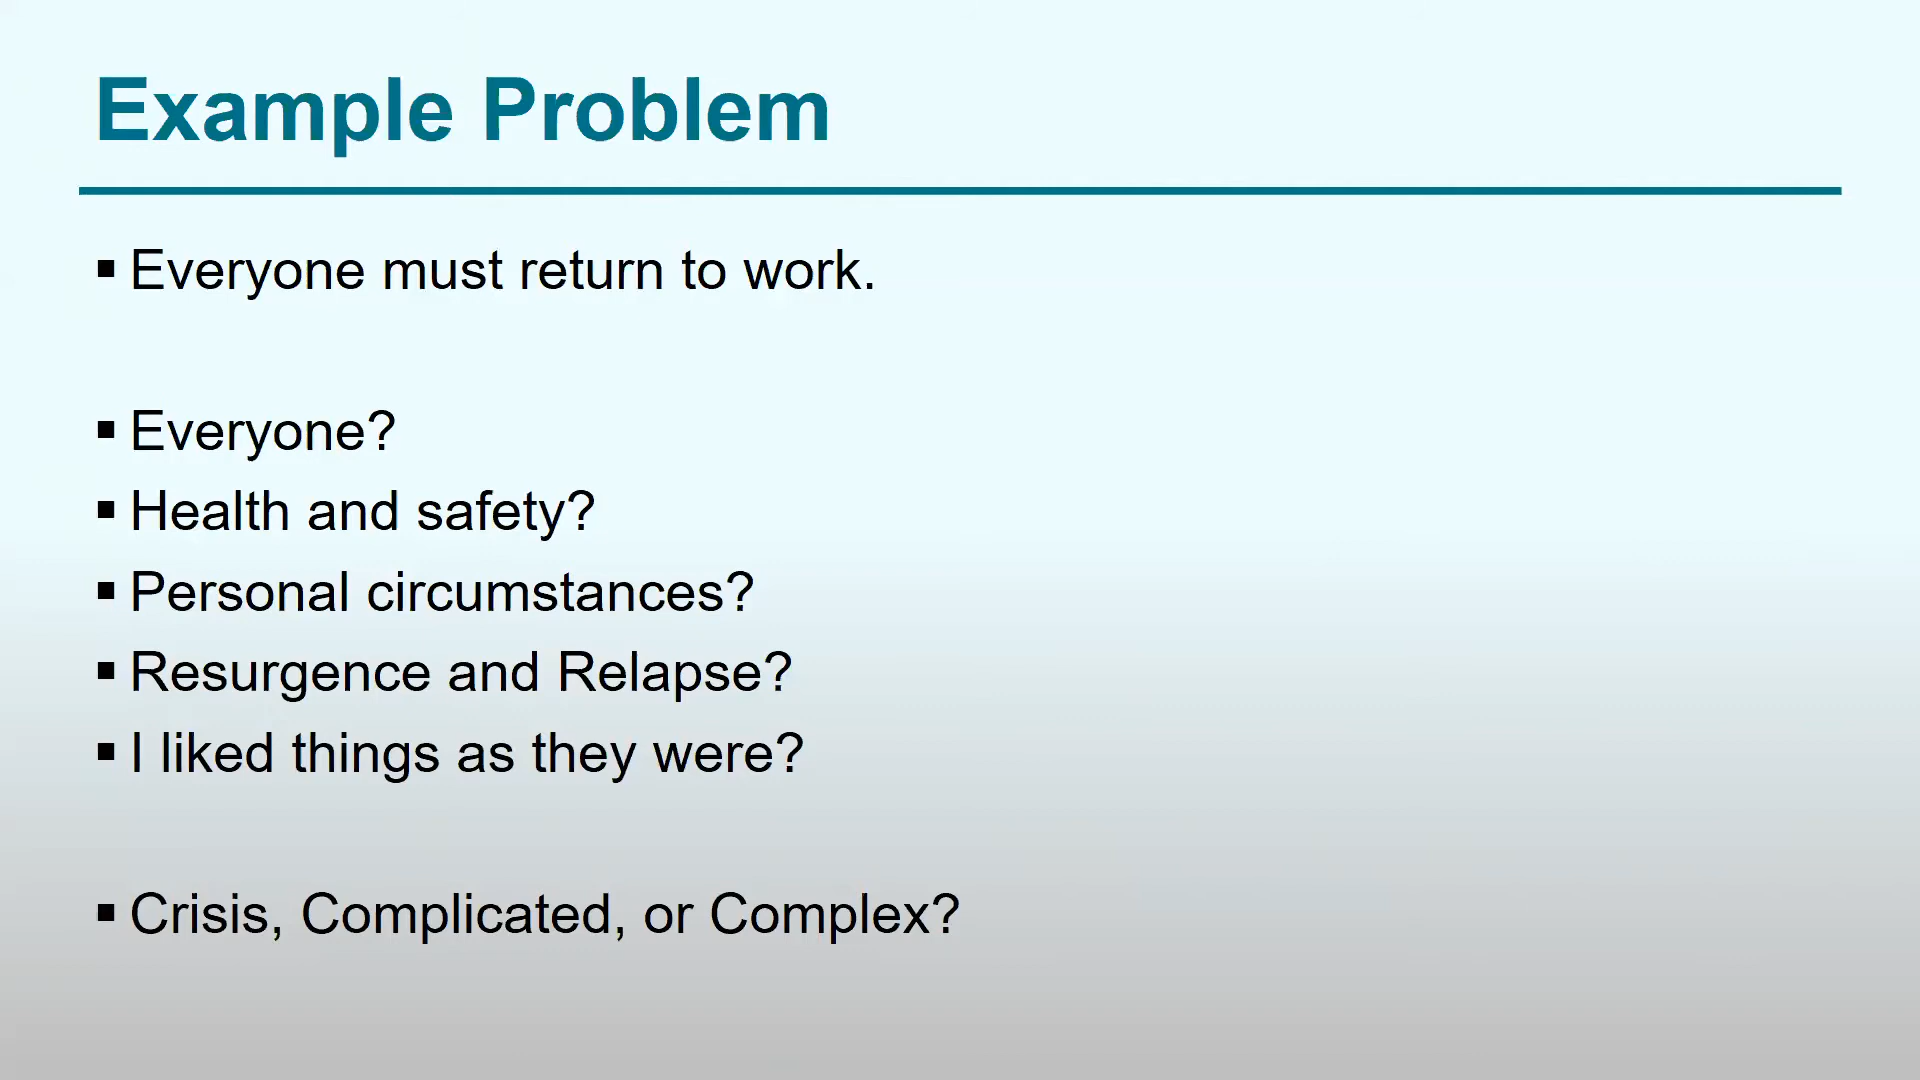 Example Problem
▪ Everyone must return to work.
▪ Everyone?
▪ Health and safety?
▪ Personal circumstances?
▪ Resurgence and Relapse?
▪ I liked things as they were?
▪ Crisis, Complicated, or Complex?